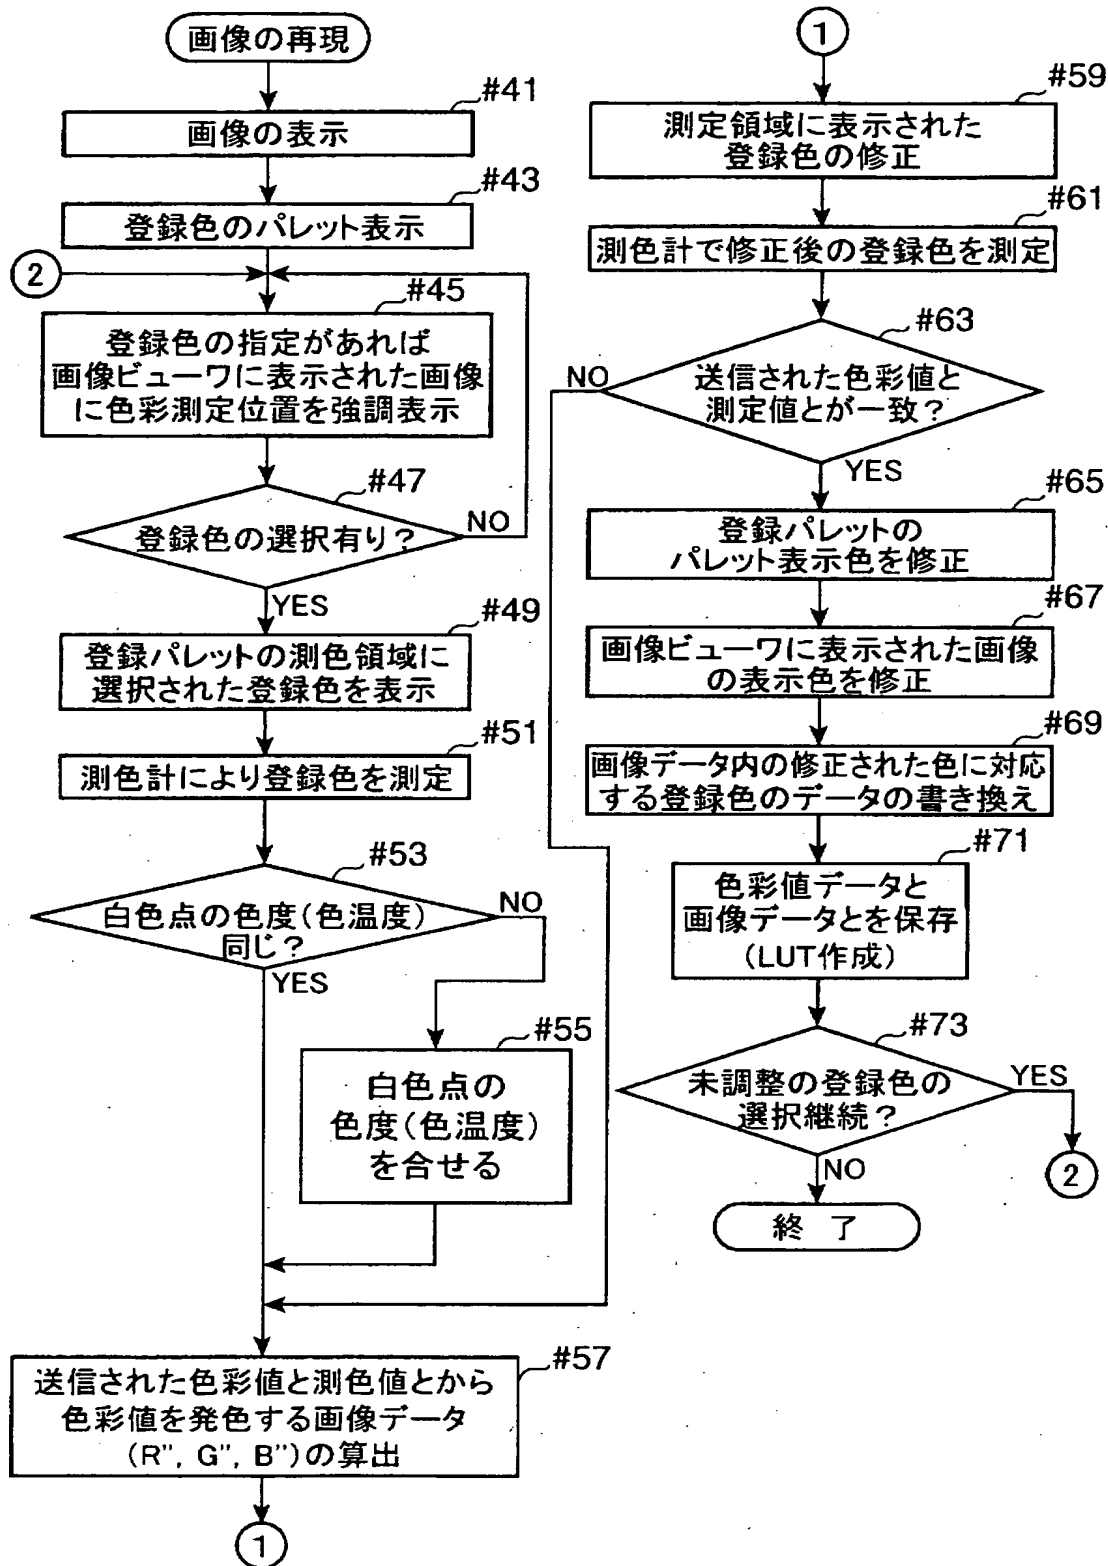 画像の再現
#41
画像の表示
#43
登録色のパレット表示
2
#45
登録色の指定があれば
画像ビューワに表示された画像
に色彩測定位置を強調表示
#47
登録色の選択有り？
NO
YES
#49
登録パレットの測色領域に
選択された登録色を表示
#51
測色計により登録色を測定
#53
白色点の色度(色温度)
同じ？
NO
YES
#55
白色点の
色度(色温度)
を合せる
#57
送信された色彩値と測色値とから
色彩値を発色する画像データ
(R", G", B")の算出
1
1
#59
測定領域に表示された
登録色の修正
#61
測色計で修正後の登録色を測定
#63
送信された色彩値と
測定値とが一致？
NO
YES
#65
登録パレットの
パレット表示色を修正
#67
画像ビューワに表示された画像
の表示色を修正
#69
画像データ内の修正された色に対応
する登録色のデータの書き換え
#71
色彩値データと
画像データとを保存
(LUT作成)
#73
未調整の登録色の
選択継続？
YES
2
NO
終 了